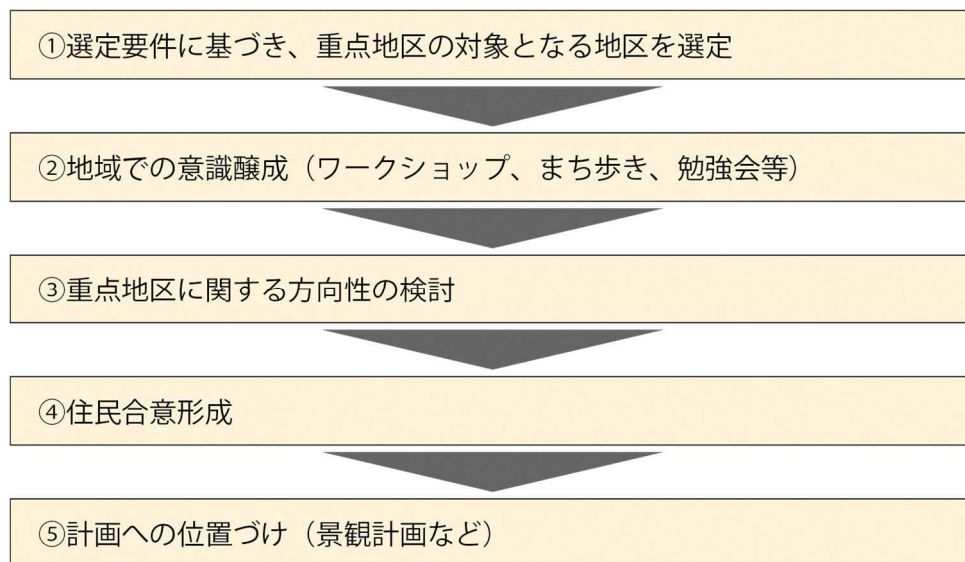 ①選定要件に基づき、重点地区の対象となる地区を選定
②地域での意識醸成（ワークショップ、まち歩き、勉強会等）
③重点地区に関する方向性の検討
④住民合意形成
⑤計画への位置づけ（景観計画など）